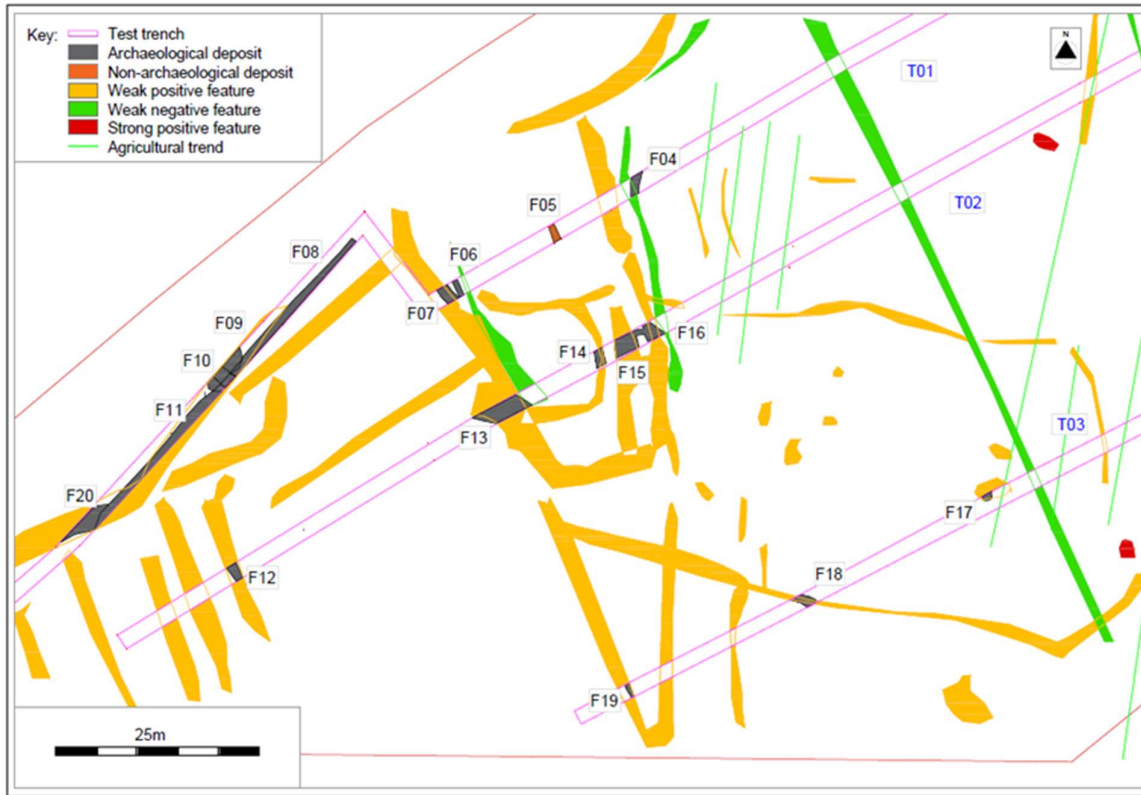 Key:
Test trench
Archaeological deposit
Non-archaeological deposit
Weak positive feature
Weak negative feature
Strong positive feature
Agricultural trend
N
T01
F04
T02
F05
F08
F06
F07
F16
F09
F14
F10
F15
F11
F13
T03
F20
F17
F12
F18
F19
25m